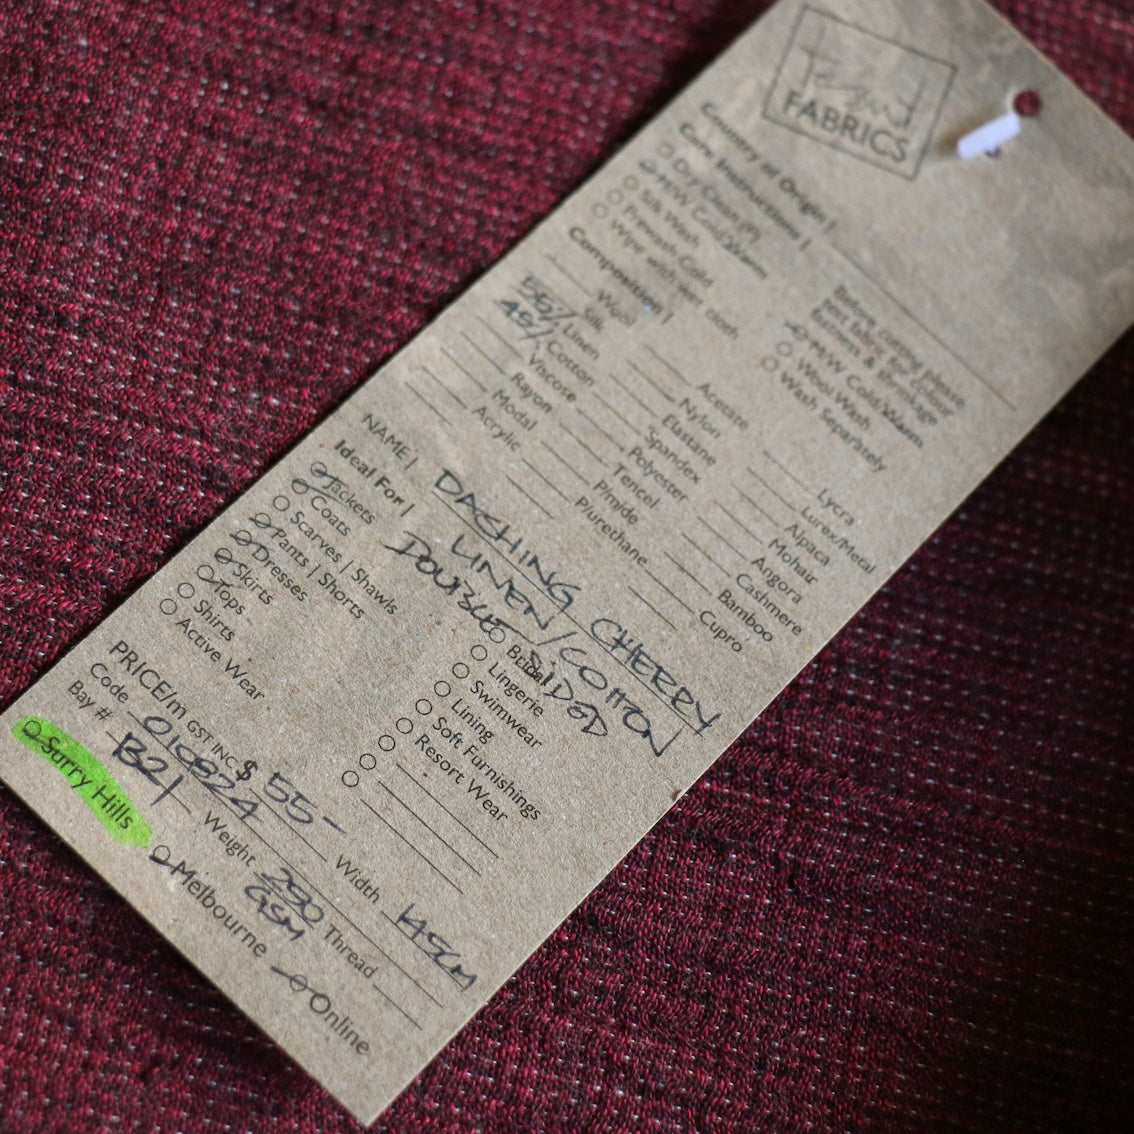 FABRICS
Country of Origin |
Care Instructions |
Dry Clean (P)
H/W Cold/Warm
Silk Wash
Prewash-Cold
Wipe with wet cloth
Before cutting please
test fabric for colour
fastness & shrinkage
H/W Cold/Warm
Wool Wash
Wash Separately
Composition |
Wool
Silk
55% Linen
45% Cotton
Viscose
Rayon
Modal
Acrylic
Acetate
Nylon
Elastane
Spandex
Polyester
Tencel
P/mide
P/urethane
Lycra
Lurex/Metal
Alpaca
Mohair
Angora
Cashmere
Bamboo
Cupro
NAME | DASHING CHERRY
LINEN/COTTON
DOUBLE SIDED
Ideal For |
Jackets
Coats
Scarves | Shawls
Pants | Shorts
Dresses
Skirts
Tops
Shirts
Active Wear
Bridal
Lingerie
Swimwear
Lining
Soft Furnishings
Resort Wear
PRICE/m GST INC. $ 55-
Code 010824 Width 145CM
Bay # B21 Weight 290 GSM Thread
Surry Hills Melbourne Online